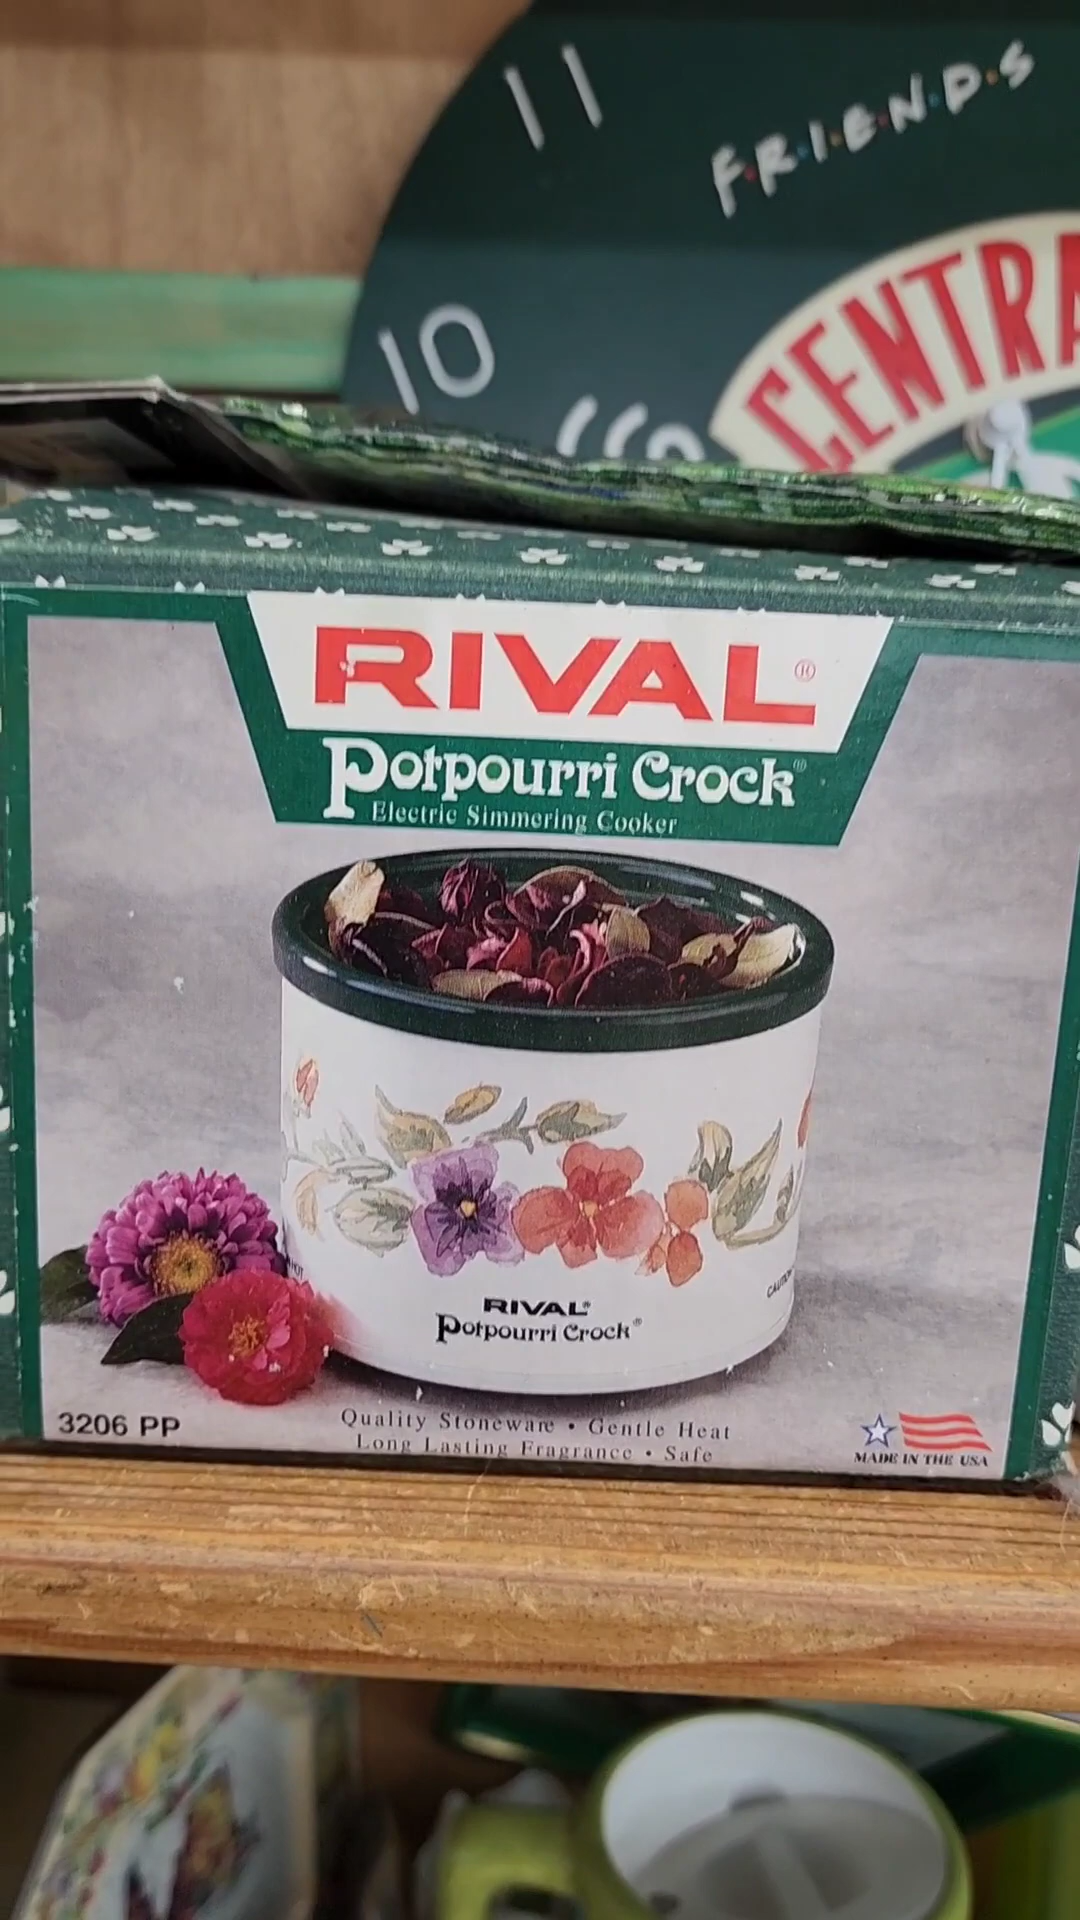 11
F·R·I·E·N·D·S
10
CENTRA
RIVAL®
Potpourri Crock®
Electric Simmering Cooker
RIVAL®
Potpourri Crock®
3206 PP
Quality Stoneware • Gentle Heat
Long Lasting Fragrance • Safe
MADE IN THE USA